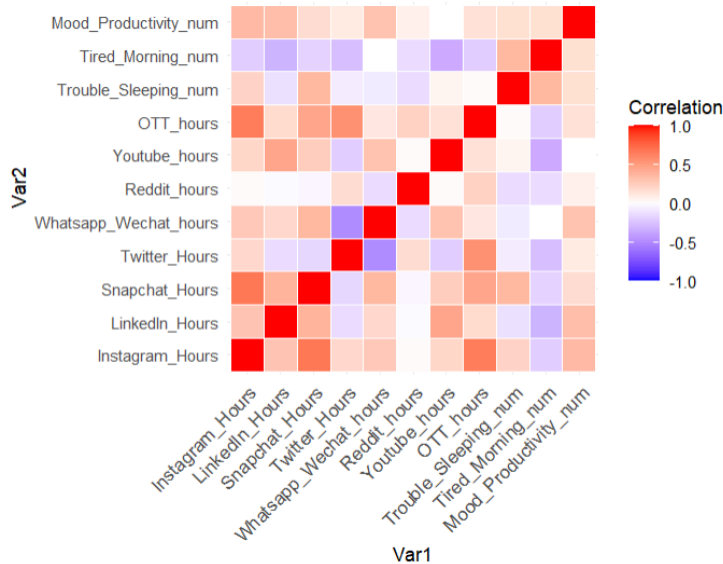 Mood_Productivity_num
Tired_Morning_num
Trouble_Sleeping_num
OTT_hours
Youtube_hours
Reddit_hours
Whatsapp_Wechat_hours
Twitter_Hours
Snapchat_Hours
LinkedIn_Hours
Instagram_Hours
Var2
Instagram_Hours
LinkedIn_Hours
Snapchat_Hours
Twitter_Hours
Whatsapp_Wechat_hours
Reddit_hours
Youtube_hours
OTT_hours
Trouble_Sleeping_num
Tired_Morning_num
Mood_Productivity_num
Var1
Correlation
1.0
0.5
0.0
-0.5
-1.0